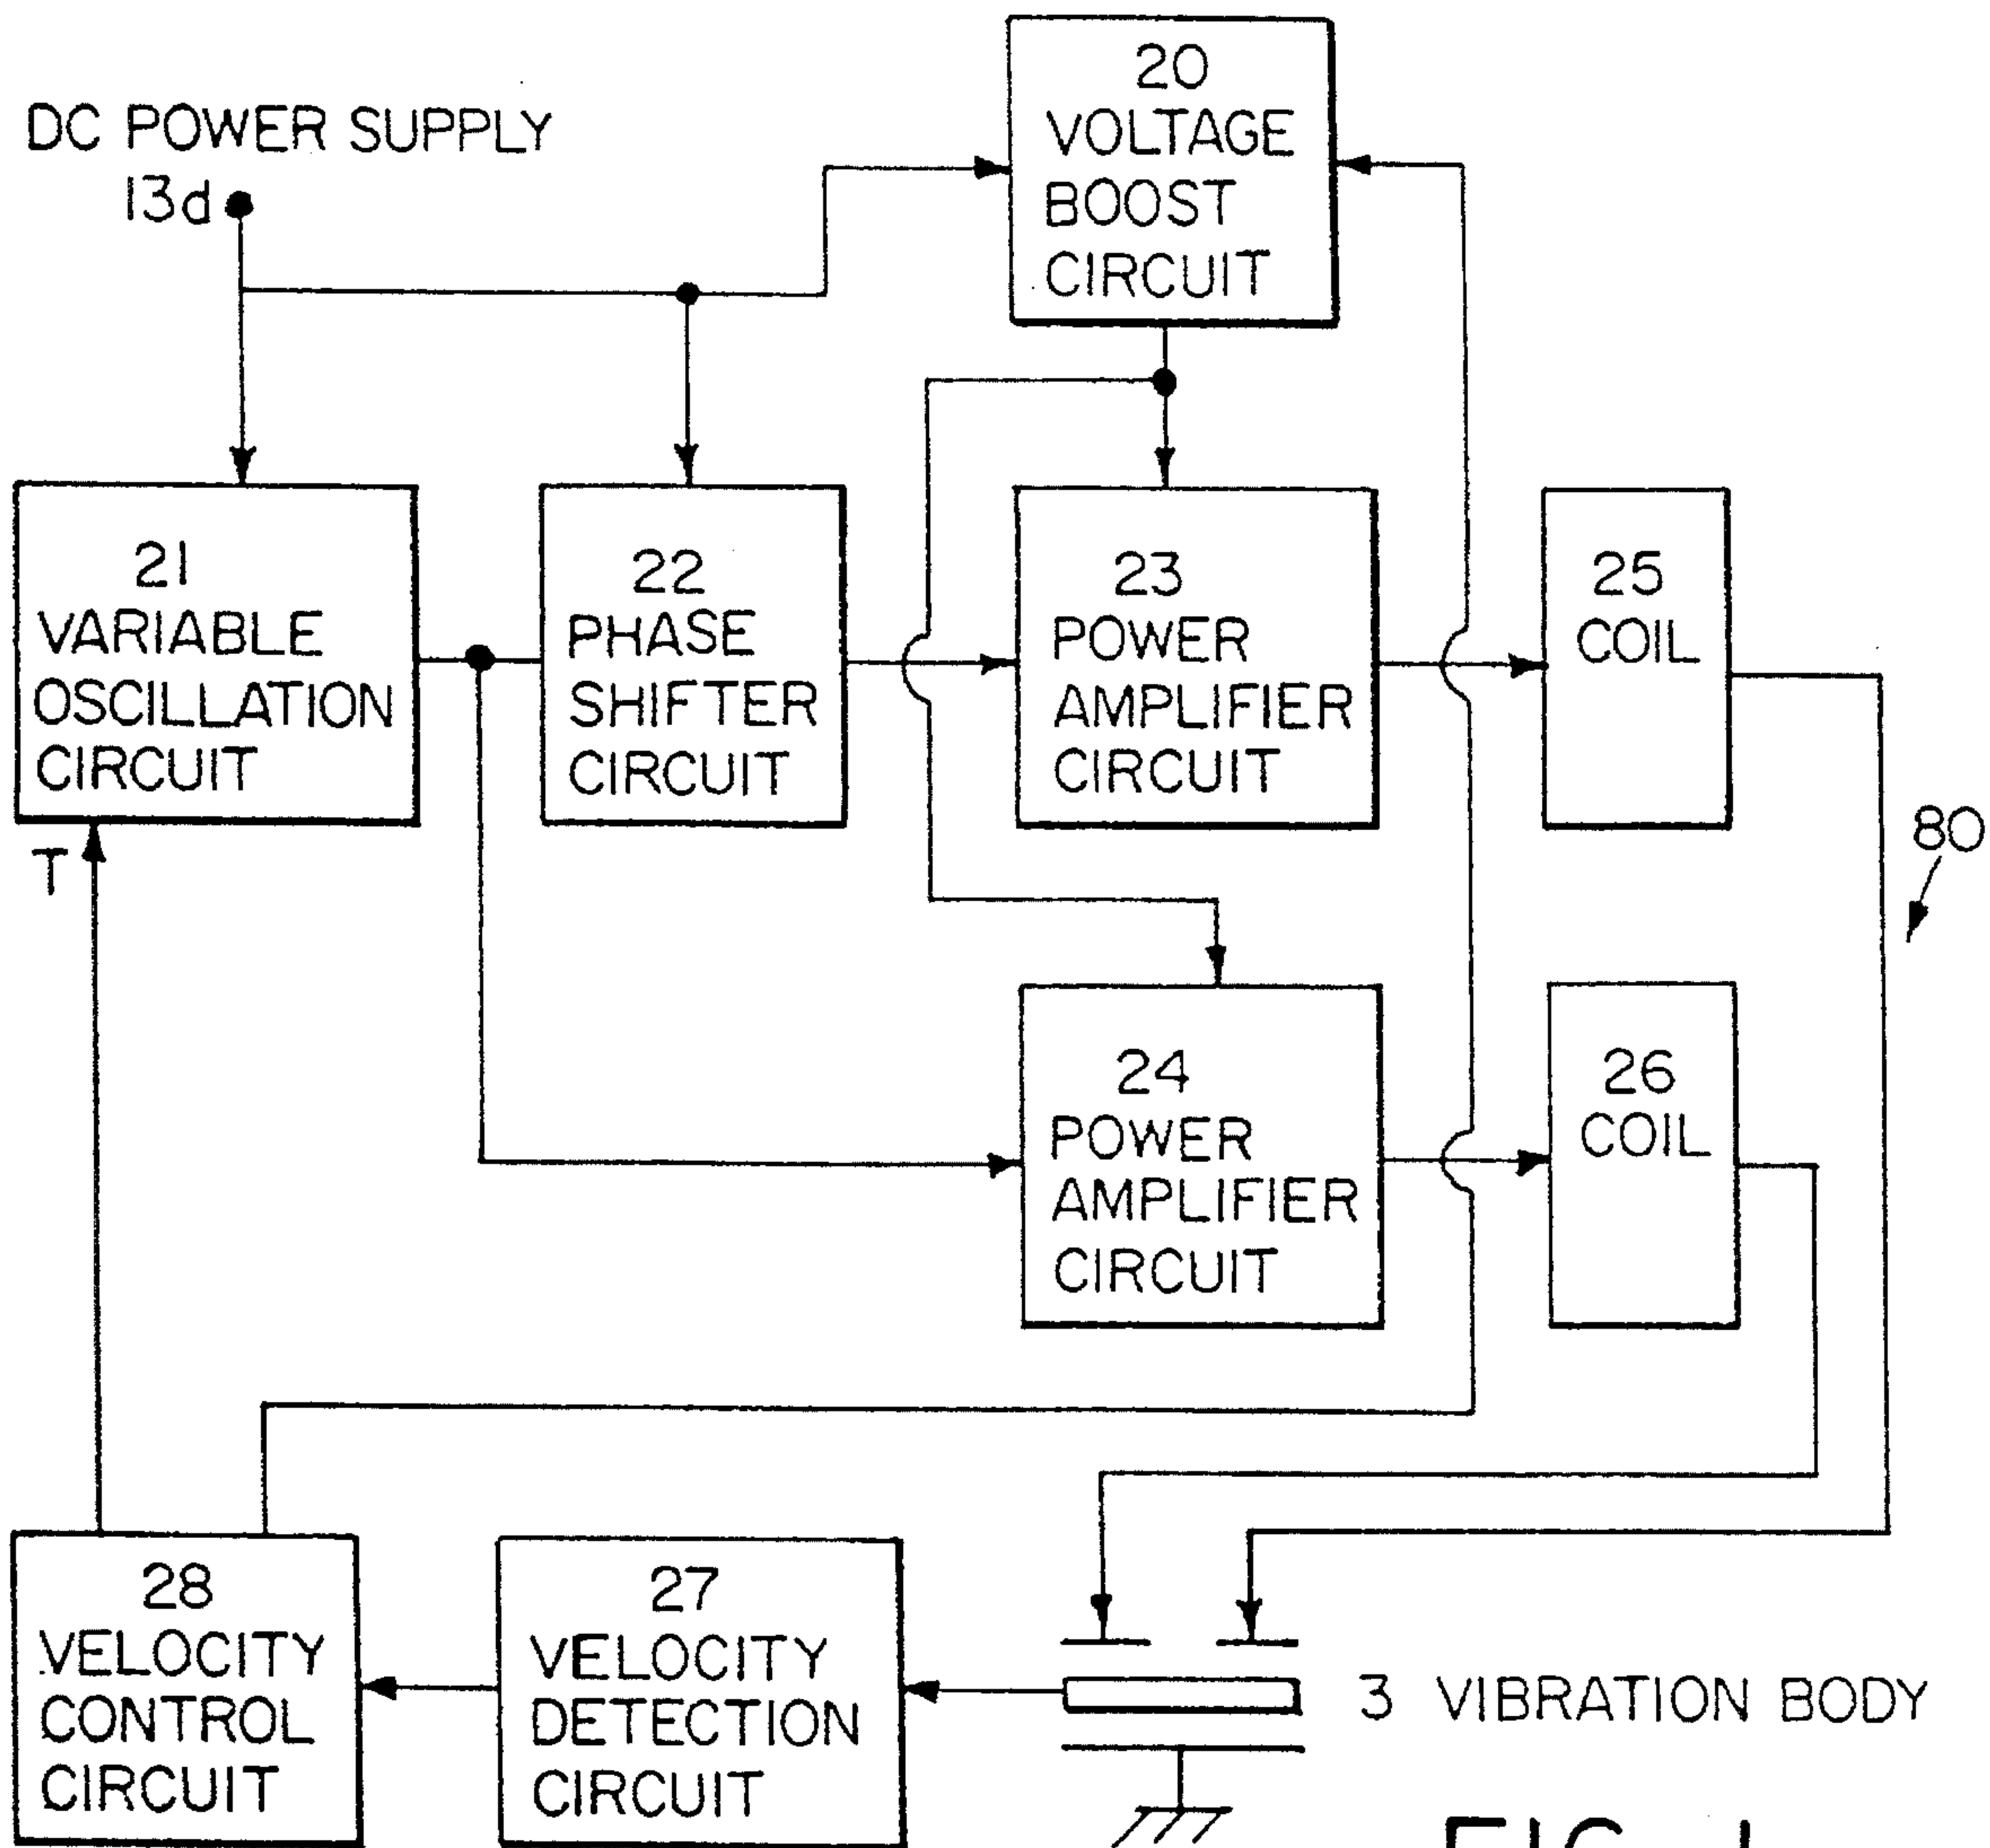 DC POWER SUPPLY
13d
20
VOLTAGE
BOOST
CIRCUIT
21
VARIABLE
OSCILLATION
CIRCUIT
22
PHASE
SHIFTER
CIRCUIT
23
POWER
AMPLIFIER
CIRCUIT
25
COIL
T
80
24
POWER
AMPLIFIER
CIRCUIT
26
COIL
28
VELOCITY
CONTROL
CIRCUIT
27
VELOCITY
DETECTION
CIRCUIT
3 VIBRATION BODY